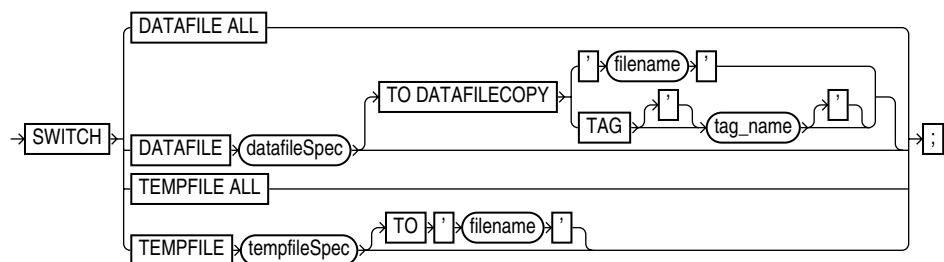 DATAFILE ALL
' filename '
TO DATAFILECOPY
TAG ' tag_name '
SWITCH
DATAFILE datafileSpec ;
TEMPFILE ALL
TO ' filename '
TEMPFILE tempfileSpec